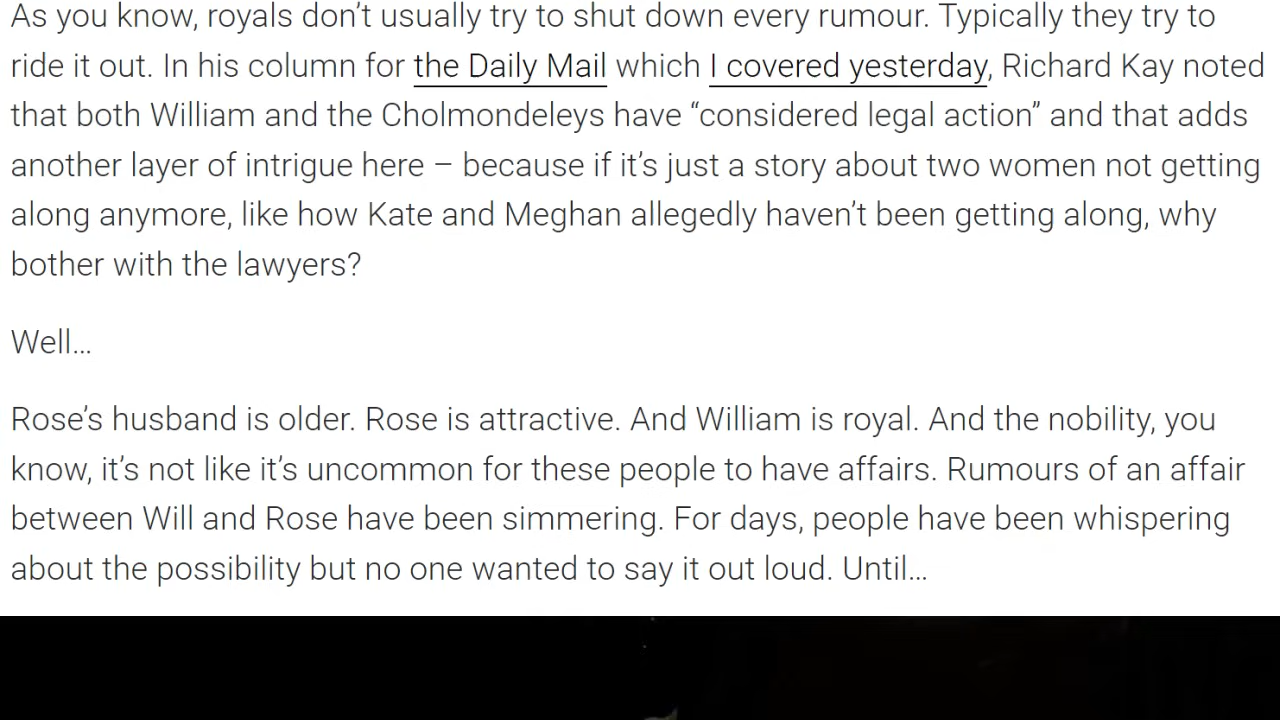 As you know, royals don’t usually try to shut down every rumour. Typically they try to
ride it out. In his column for the Daily Mail which I covered yesterday, Richard Kay noted
that both William and the Cholmondeleys have “considered legal action” and that adds
another layer of intrigue here – because if it’s just a story about two women not getting
along anymore, like how Kate and Meghan allegedly haven’t been getting along, why
bother with the lawyers?
Well…
Rose’s husband is older. Rose is attractive. And William is royal. And the nobility, you
know, it’s not like it’s uncommon for these people to have affairs. Rumours of an affair
between Will and Rose have been simmering. For days, people have been whispering
about the possibility but no one wanted to say it out loud. Until…